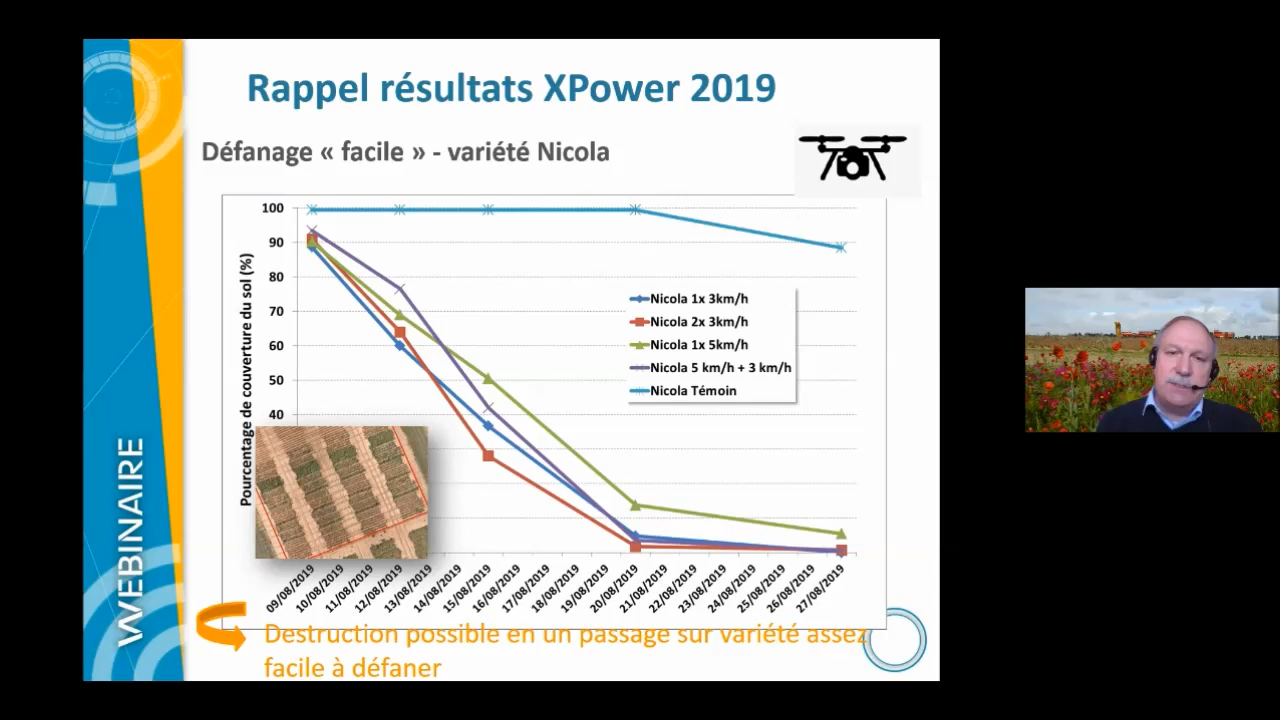 Rappel résultats XPower 2019
Défanage « facile » - variété Nicola
100
90
80
70
60
50
40
Pourcentage de couverture du sol (%)
Nicola 1x 3km/h
Nicola 2x 3km/h
Nicola 1x 5km/h
Nicola 5 km/h + 3 km/h
Nicola Témoin
09/08/2019
10/08/2019
11/08/2019
12/08/2019
13/08/2019
14/08/2019
15/08/2019
16/08/2019
17/08/2019
18/08/2019
19/08/2019
20/08/2019
21/08/2019
22/08/2019
23/08/2019
24/08/2019
25/08/2019
26/08/2019
27/08/2019
WEBINAIRE
Destruction possible en un passage sur variété assez
facile à défaner